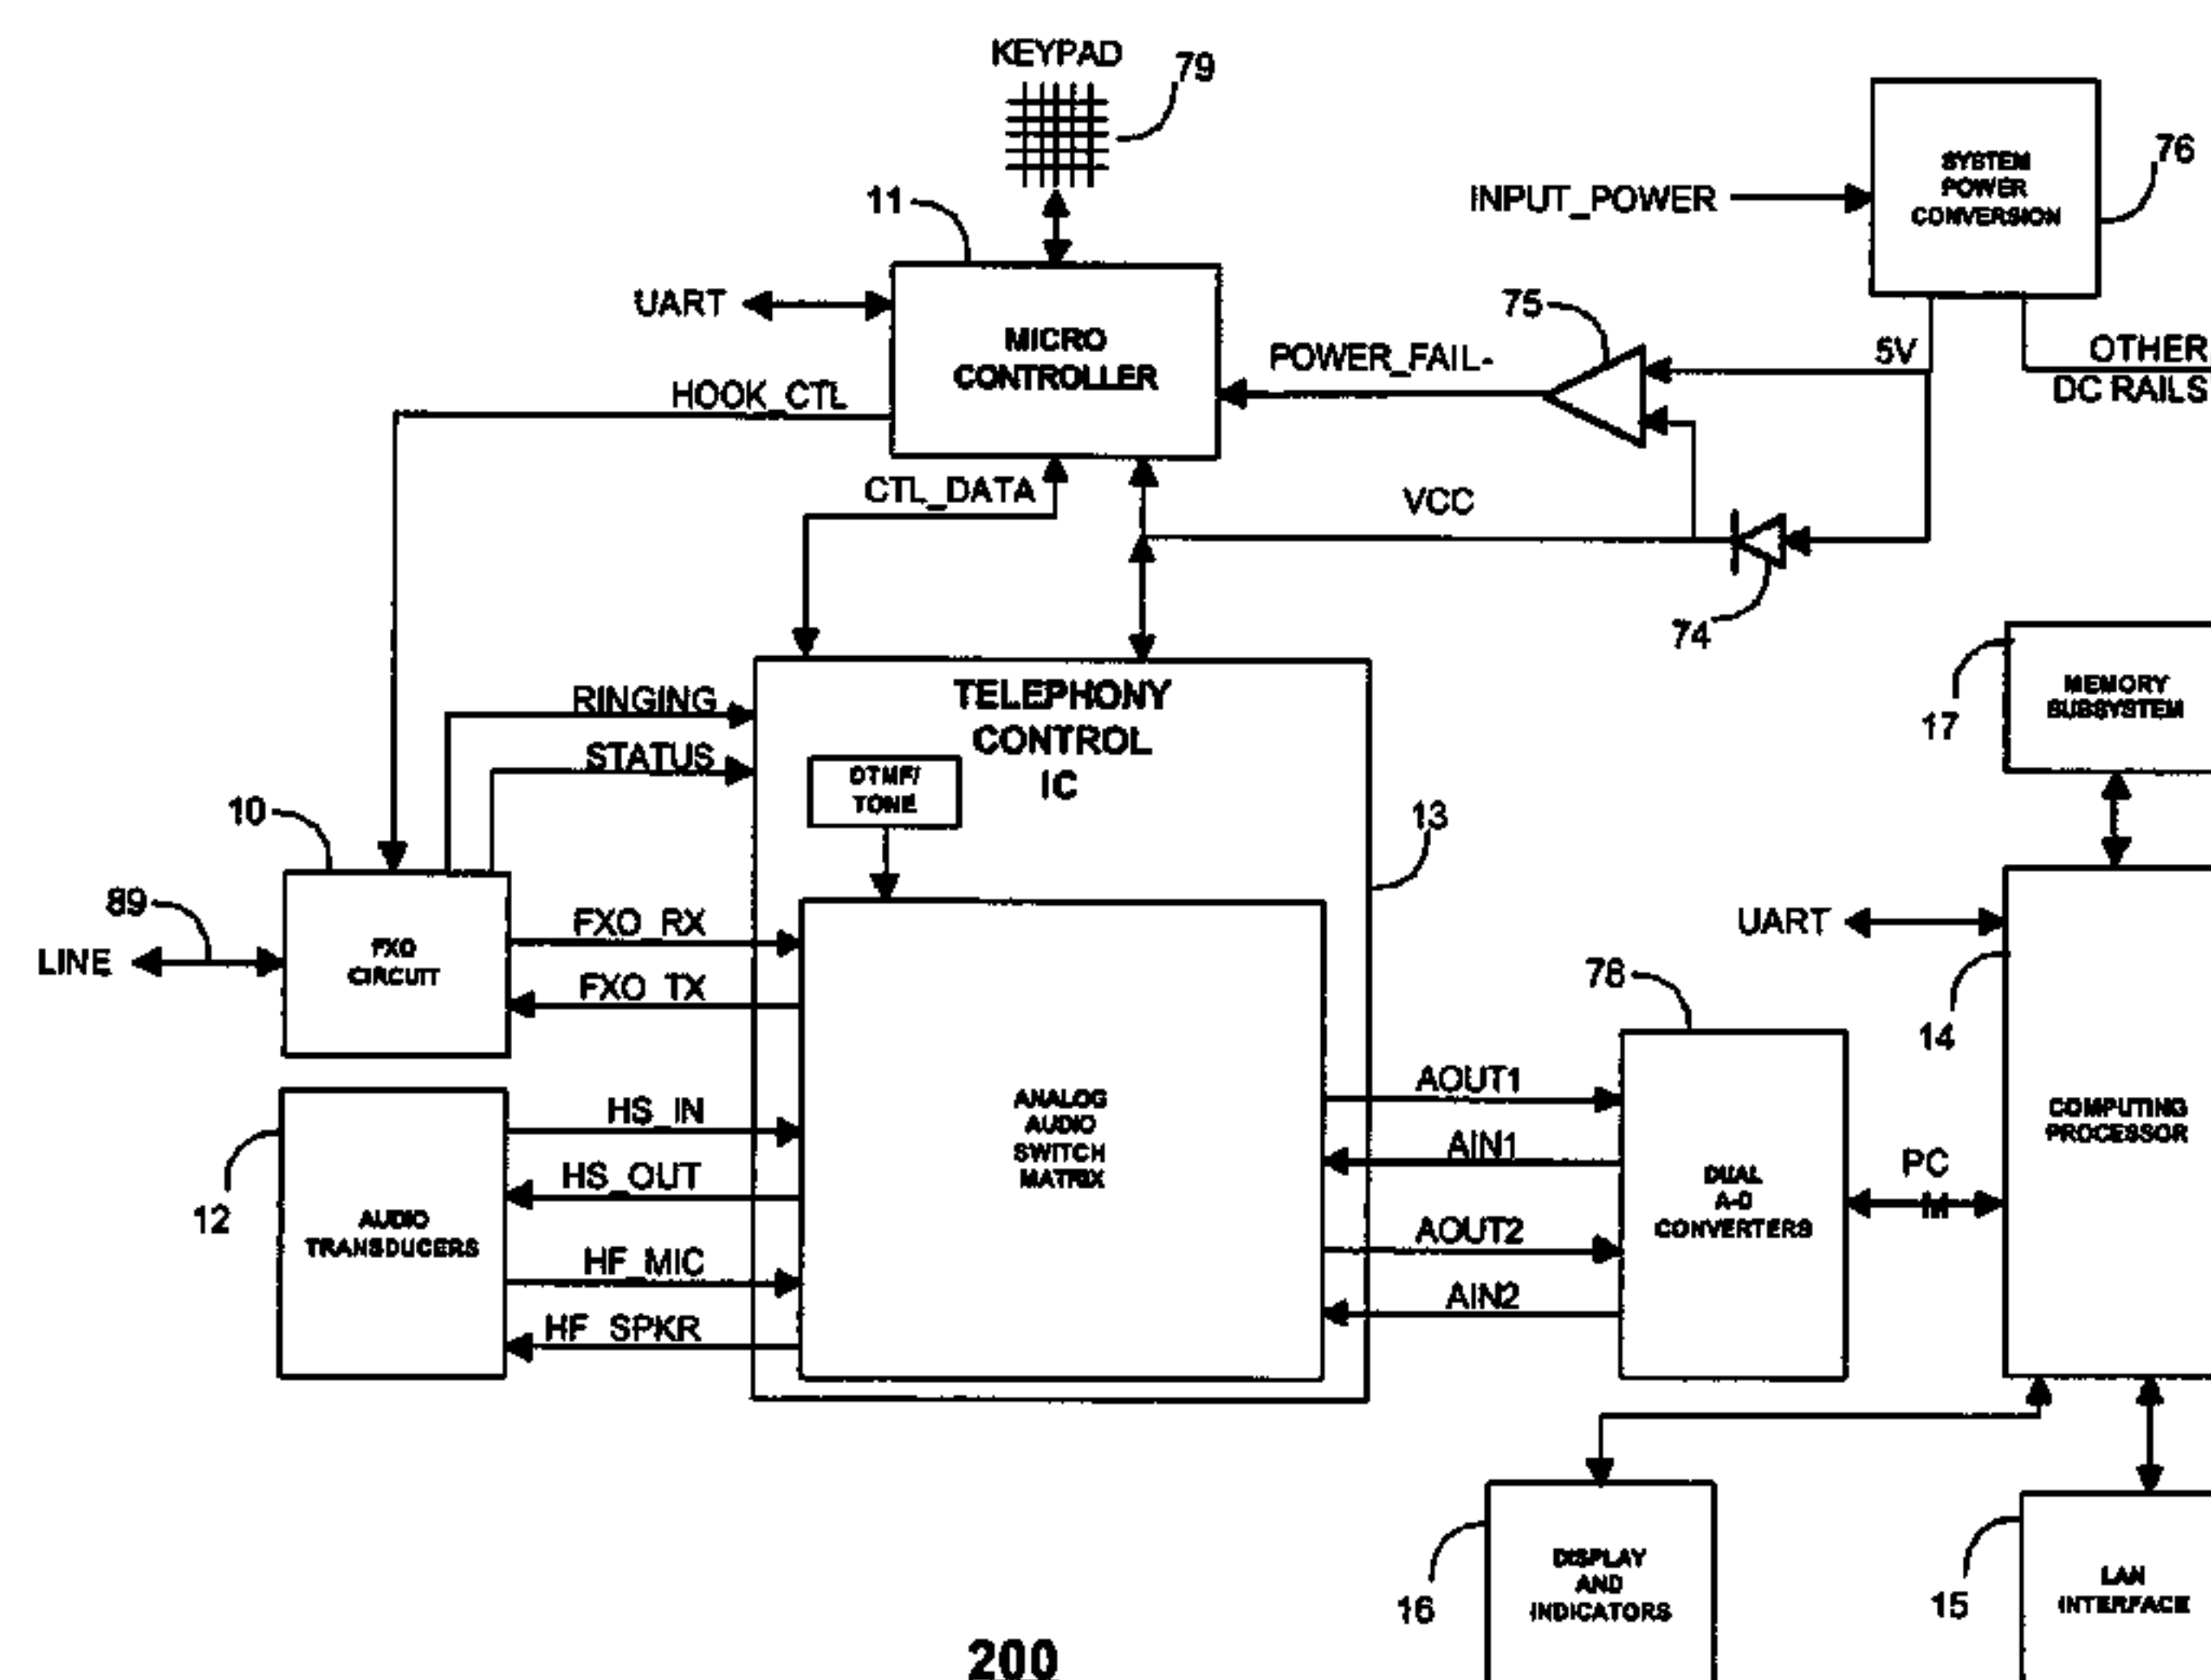 KEYPAD
79
11
UART
MICRO
CONTROLLER
HOOK_CTL
CTL_DATA
INPUT_POWER
SYSTEM
POWER
CONVERSION
76
75
POWER_FAIL-
5V
OTHER
DC RAILS
VCC
74
RINGING
STATUS
TELEPHONY
CONTROL
IC
DTMF/
TONE
13
10
89
LINE
FXO
CIRCUIT
FXO_RX
FXO_TX
12
AUDIO
TRANSDUCERS
HS_IN
HS_OUT
HF_MIC
HF_SPKR
ANALOG
AUDIO
SWITCH
MATRIX
AOUT1
AIN1
AOUT2
AIN2
78
DUAL
A-D
CONVERTERS
PC
M
17
MEMORY
SUBSYSTEM
UART
14
COMPUTING
PROCESSOR
16
DISPLAY
AND
INDICATORS
15
LAN
INTERFACE
200